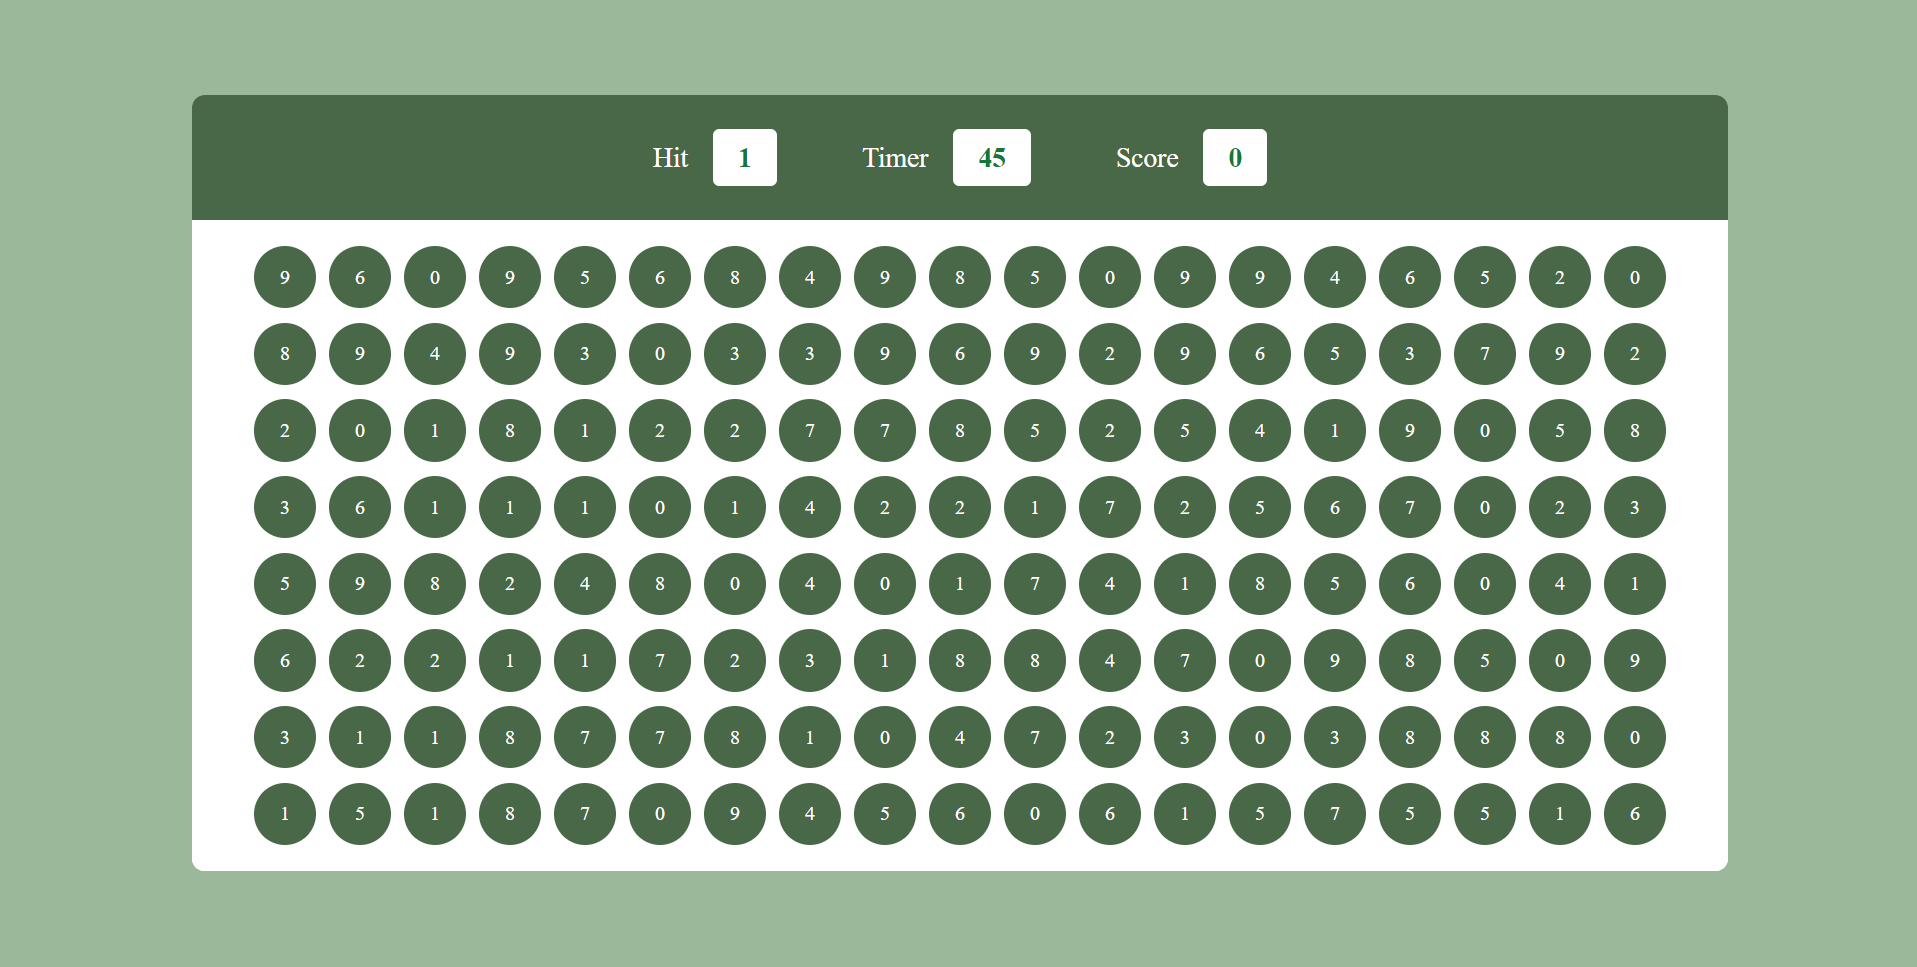 Hit 1 Timer 45 Score 0
9 6 0 9 5 6 8 4 9 8 5 0 9 9 4 6 5 2 0
8 9 4 9 3 0 3 3 9 6 9 2 9 6 5 3 7 9 2
2 0 1 8 1 2 2 7 7 8 5 2 5 4 1 9 0 5 8
3 6 1 1 1 0 1 4 2 2 1 7 2 5 6 7 0 2 3
5 9 8 2 4 8 0 4 0 1 7 4 1 8 5 6 0 4 1
6 2 2 1 1 7 2 3 1 8 8 4 7 0 9 8 5 0 9
3 1 1 8 7 7 8 1 0 4 7 2 3 0 3 8 8 8 0
1 5 1 8 7 0 9 4 5 6 0 6 1 5 7 5 5 1 6